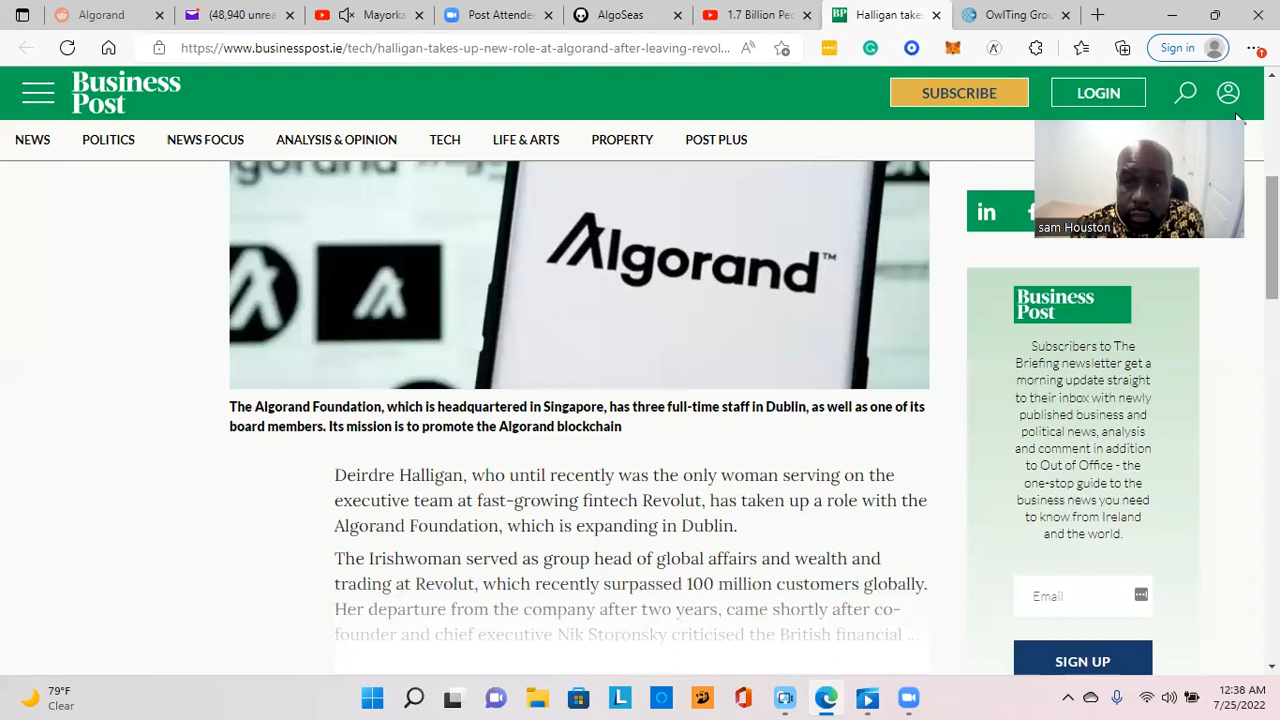 Algorand
(48,940 unrea
Mayorka
Post Attende
AlgoSeas
1.7 Billion Pec
BP
Halligan take
OwlTing Grou
https://www.businesspost.ie/tech/halligan-takes-up-new-role-at-algorand-after-leaving-revol...
Sign in
Business
Post
SUBSCRIBE
LOGIN
NEWS
POLITICS
NEWS FOCUS
ANALYSIS & OPINION
TECH
LIFE & ARTS
PROPERTY
POST PLUS
Algorand™
in
f
sam Houston
The Algorand Foundation, which is headquartered in Singapore, has three full-time staff in Dublin, as well as one of its
board members. Its mission is to promote the Algorand blockchain
Deirdre Halligan, who until recently was the only woman serving on the
executive team at fast-growing fintech Revolut, has taken up a role with the
Algorand Foundation, which is expanding in Dublin.
The Irishwoman served as group head of global affairs and wealth and
trading at Revolut, which recently surpassed 100 million customers globally.
Her departure from the company after two years, came shortly after co-
founder and chief executive Nik Storonsky criticised the British financial ...
Business
Post
Subscribers to The
Briefing newsletter get a
morning update straight
to their inbox with newly
published business and
political news, analysis
and comment in addition
to Out of Office - the
one-stop guide to the
business news you need
to know from Ireland
and the world.
Email
SIGN UP
79°F
Clear
12:38 AM
7/25/2022